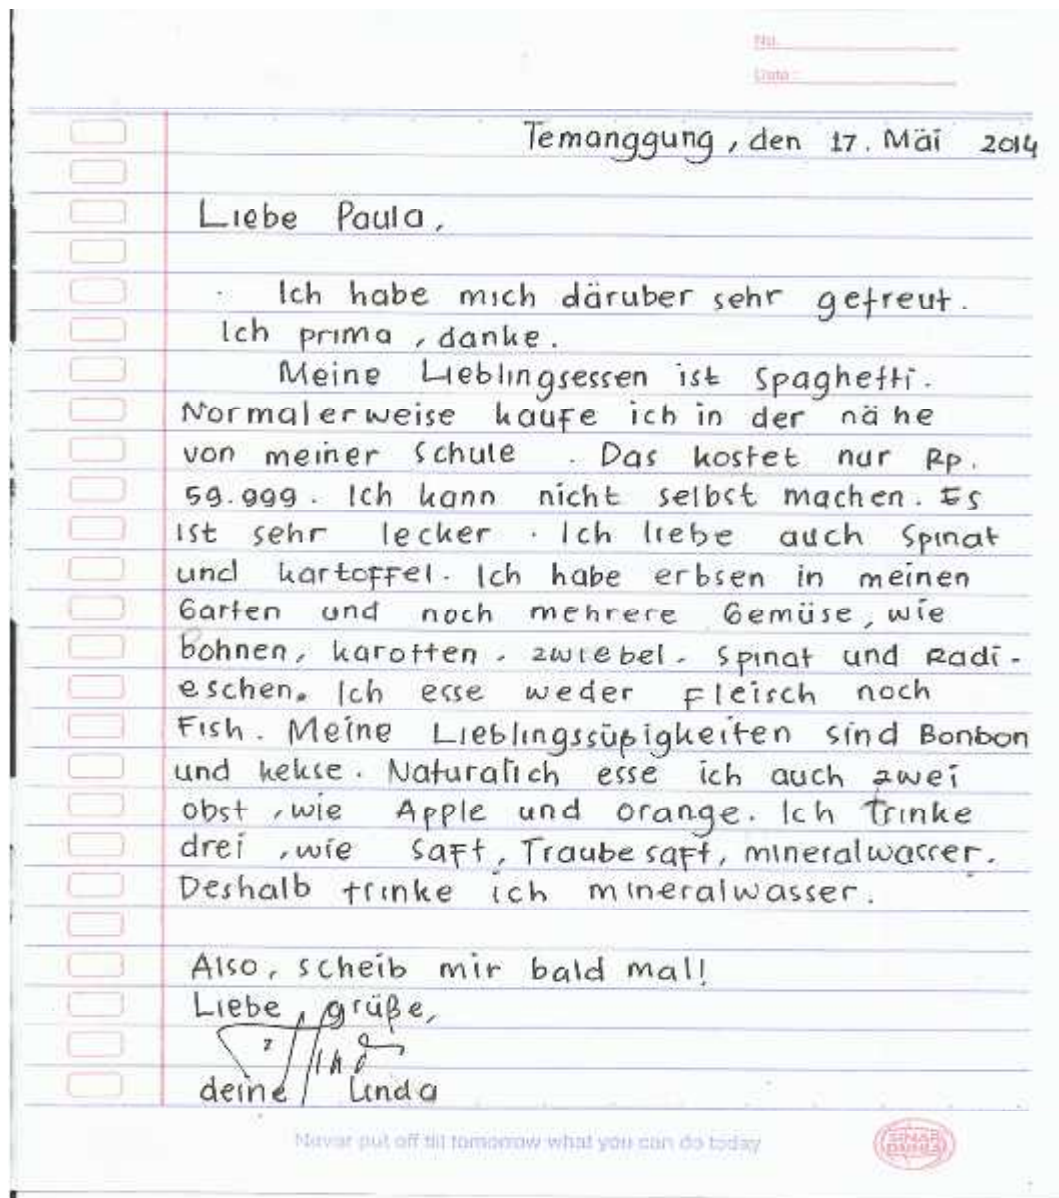 No.
Date:
Temanggung, den 17. Mäi 2014
Liebe Paula,
Ich habe mich däruber sehr gefreut.
Ich prima, danke.
Meine Lieblingsessen ist Spaghetti.
Normalerweise kaufe ich in der nähe
von meiner Schule. Das kostet nur Rp.
59.999. Ich kann nicht selbst machen. Es
ist sehr lecker. Ich liebe auch Spinat
und kartoffel. Ich habe erbsen in meinen
Garten und noch mehrere Gemüse, wie
bohnen, karotten. zwiebel. Spinat und Radi-
eschen. Ich esse weder Fleisch noch
Fish. Meine Lieblingssüßigkeiten sind Bonbon
und kekse. Naturalich esse ich auch zwei
obst, wie Apple und orange. Ich trinke
drei, wie Saft, Traubesaft, mineralwasser.
Deshalb trinke ich mineralwasser.
Also, scheib mir bald mal!
Liebe grüße,
deine Linda
Never put off till tomorrow what you can do today
SINAR
DUNIA